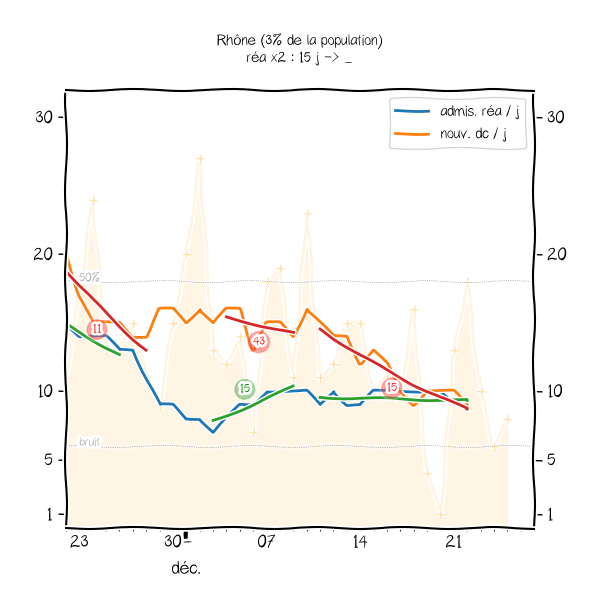 Rhône (3% de la population)
réa x2 : 15 j -> _
admis. réa / j
nouv. dc / j
30 - - 30
20 - - 20
50%
11
43
15
15
10 - - 10
bruit
5 - - 5
1 - - 1
23 30 07 14 21
déc.